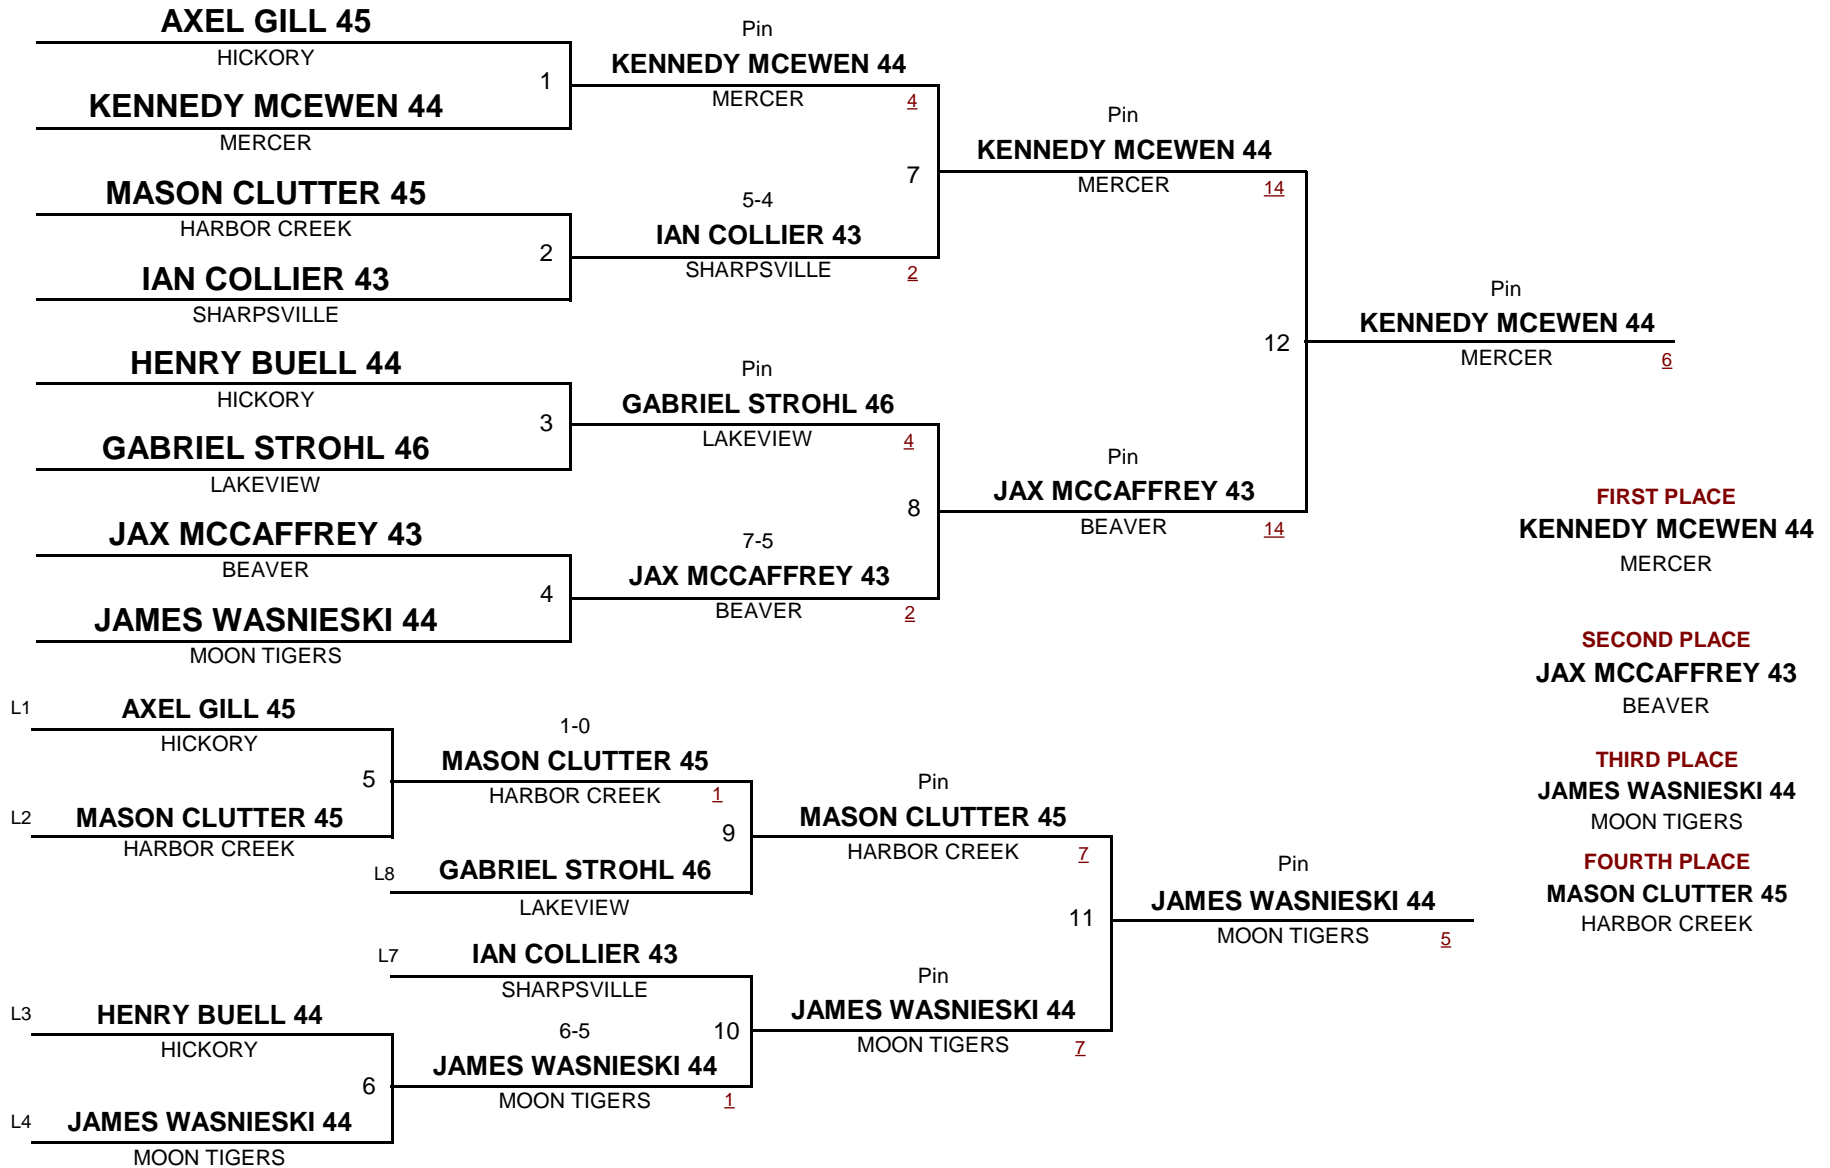 AXEL GILL 45
HICKORY
1
KENNEDY MCEWEN 44
MERCER
MASON CLUTTER 45
HARBOR CREEK
2
IAN COLLIER 43
SHARPSVILLE
HENRY BUELL 44
HICKORY
3
GABRIEL STROHL 46
LAKEVIEW
JAX MCCAFFREY 43
BEAVER
4
JAMES WASNIESKI 44
MOON TIGERS
Pin
KENNEDY MCEWEN 44
MERCER 4
7
5-4
IAN COLLIER 43
SHARPSVILLE 2
Pin
GABRIEL STROHL 46
LAKEVIEW 4
8
7-5
JAX MCCAFFREY 43
BEAVER 2
Pin
KENNEDY MCEWEN 44
MERCER 14
12
Pin
JAX MCCAFFREY 43
BEAVER 14
Pin
KENNEDY MCEWEN 44
MERCER 6
L1 AXEL GILL 45
HICKORY
5
L2 MASON CLUTTER 45
HARBOR CREEK
L3 HENRY BUELL 44
HICKORY
6
L4 JAMES WASNIESKI 44
MOON TIGERS
1-0
MASON CLUTTER 45
HARBOR CREEK 1
9
L8 GABRIEL STROHL 46
LAKEVIEW
L7 IAN COLLIER 43
SHARPSVILLE
10
6-5
JAMES WASNIESKI 44
MOON TIGERS 1
Pin
MASON CLUTTER 45
HARBOR CREEK 7
11
Pin
JAMES WASNIESKI 44
MOON TIGERS 7
Pin
JAMES WASNIESKI 44
MOON TIGERS 5
FIRST PLACE
KENNEDY MCEWEN 44
MERCER
SECOND PLACE
JAX MCCAFFREY 43
BEAVER
THIRD PLACE
JAMES WASNIESKI 44
MOON TIGERS
FOURTH PLACE
MASON CLUTTER 45
HARBOR CREEK